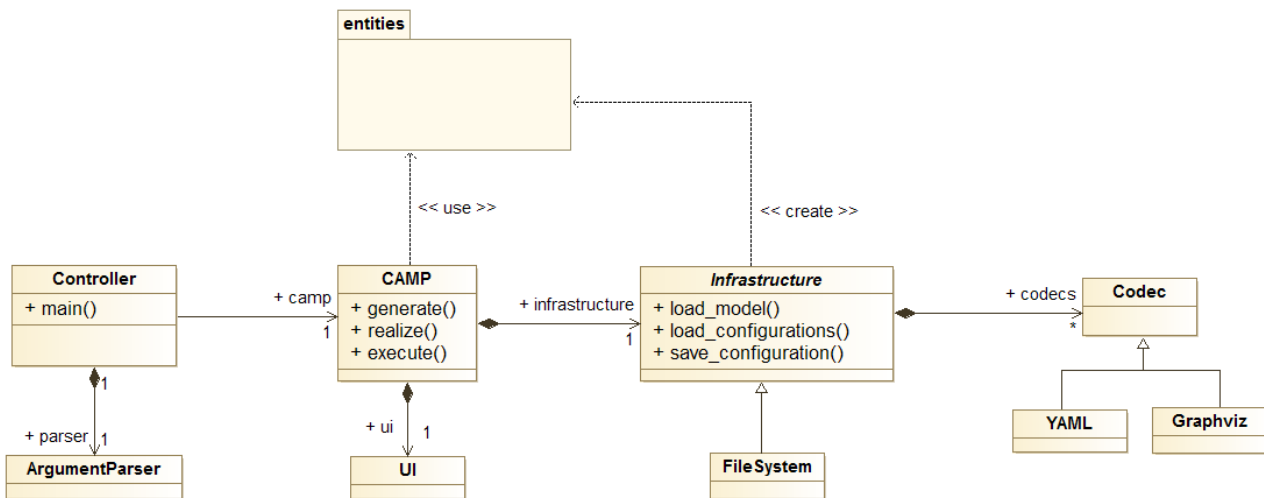 entities
<< use >>
<< create >>
Controller
+ main()
+ camp
1
CAMP
+ generate()
+ realize()
+ execute()
+ infrastructure
1
Infrastructure
+ load_model()
+ load_configurations()
+ save_configuration()
+ codecs
*
Codec
1
+ parser
1
ArgumentParser
+ ui
1
UI
FileSystem
YAML
Graphviz